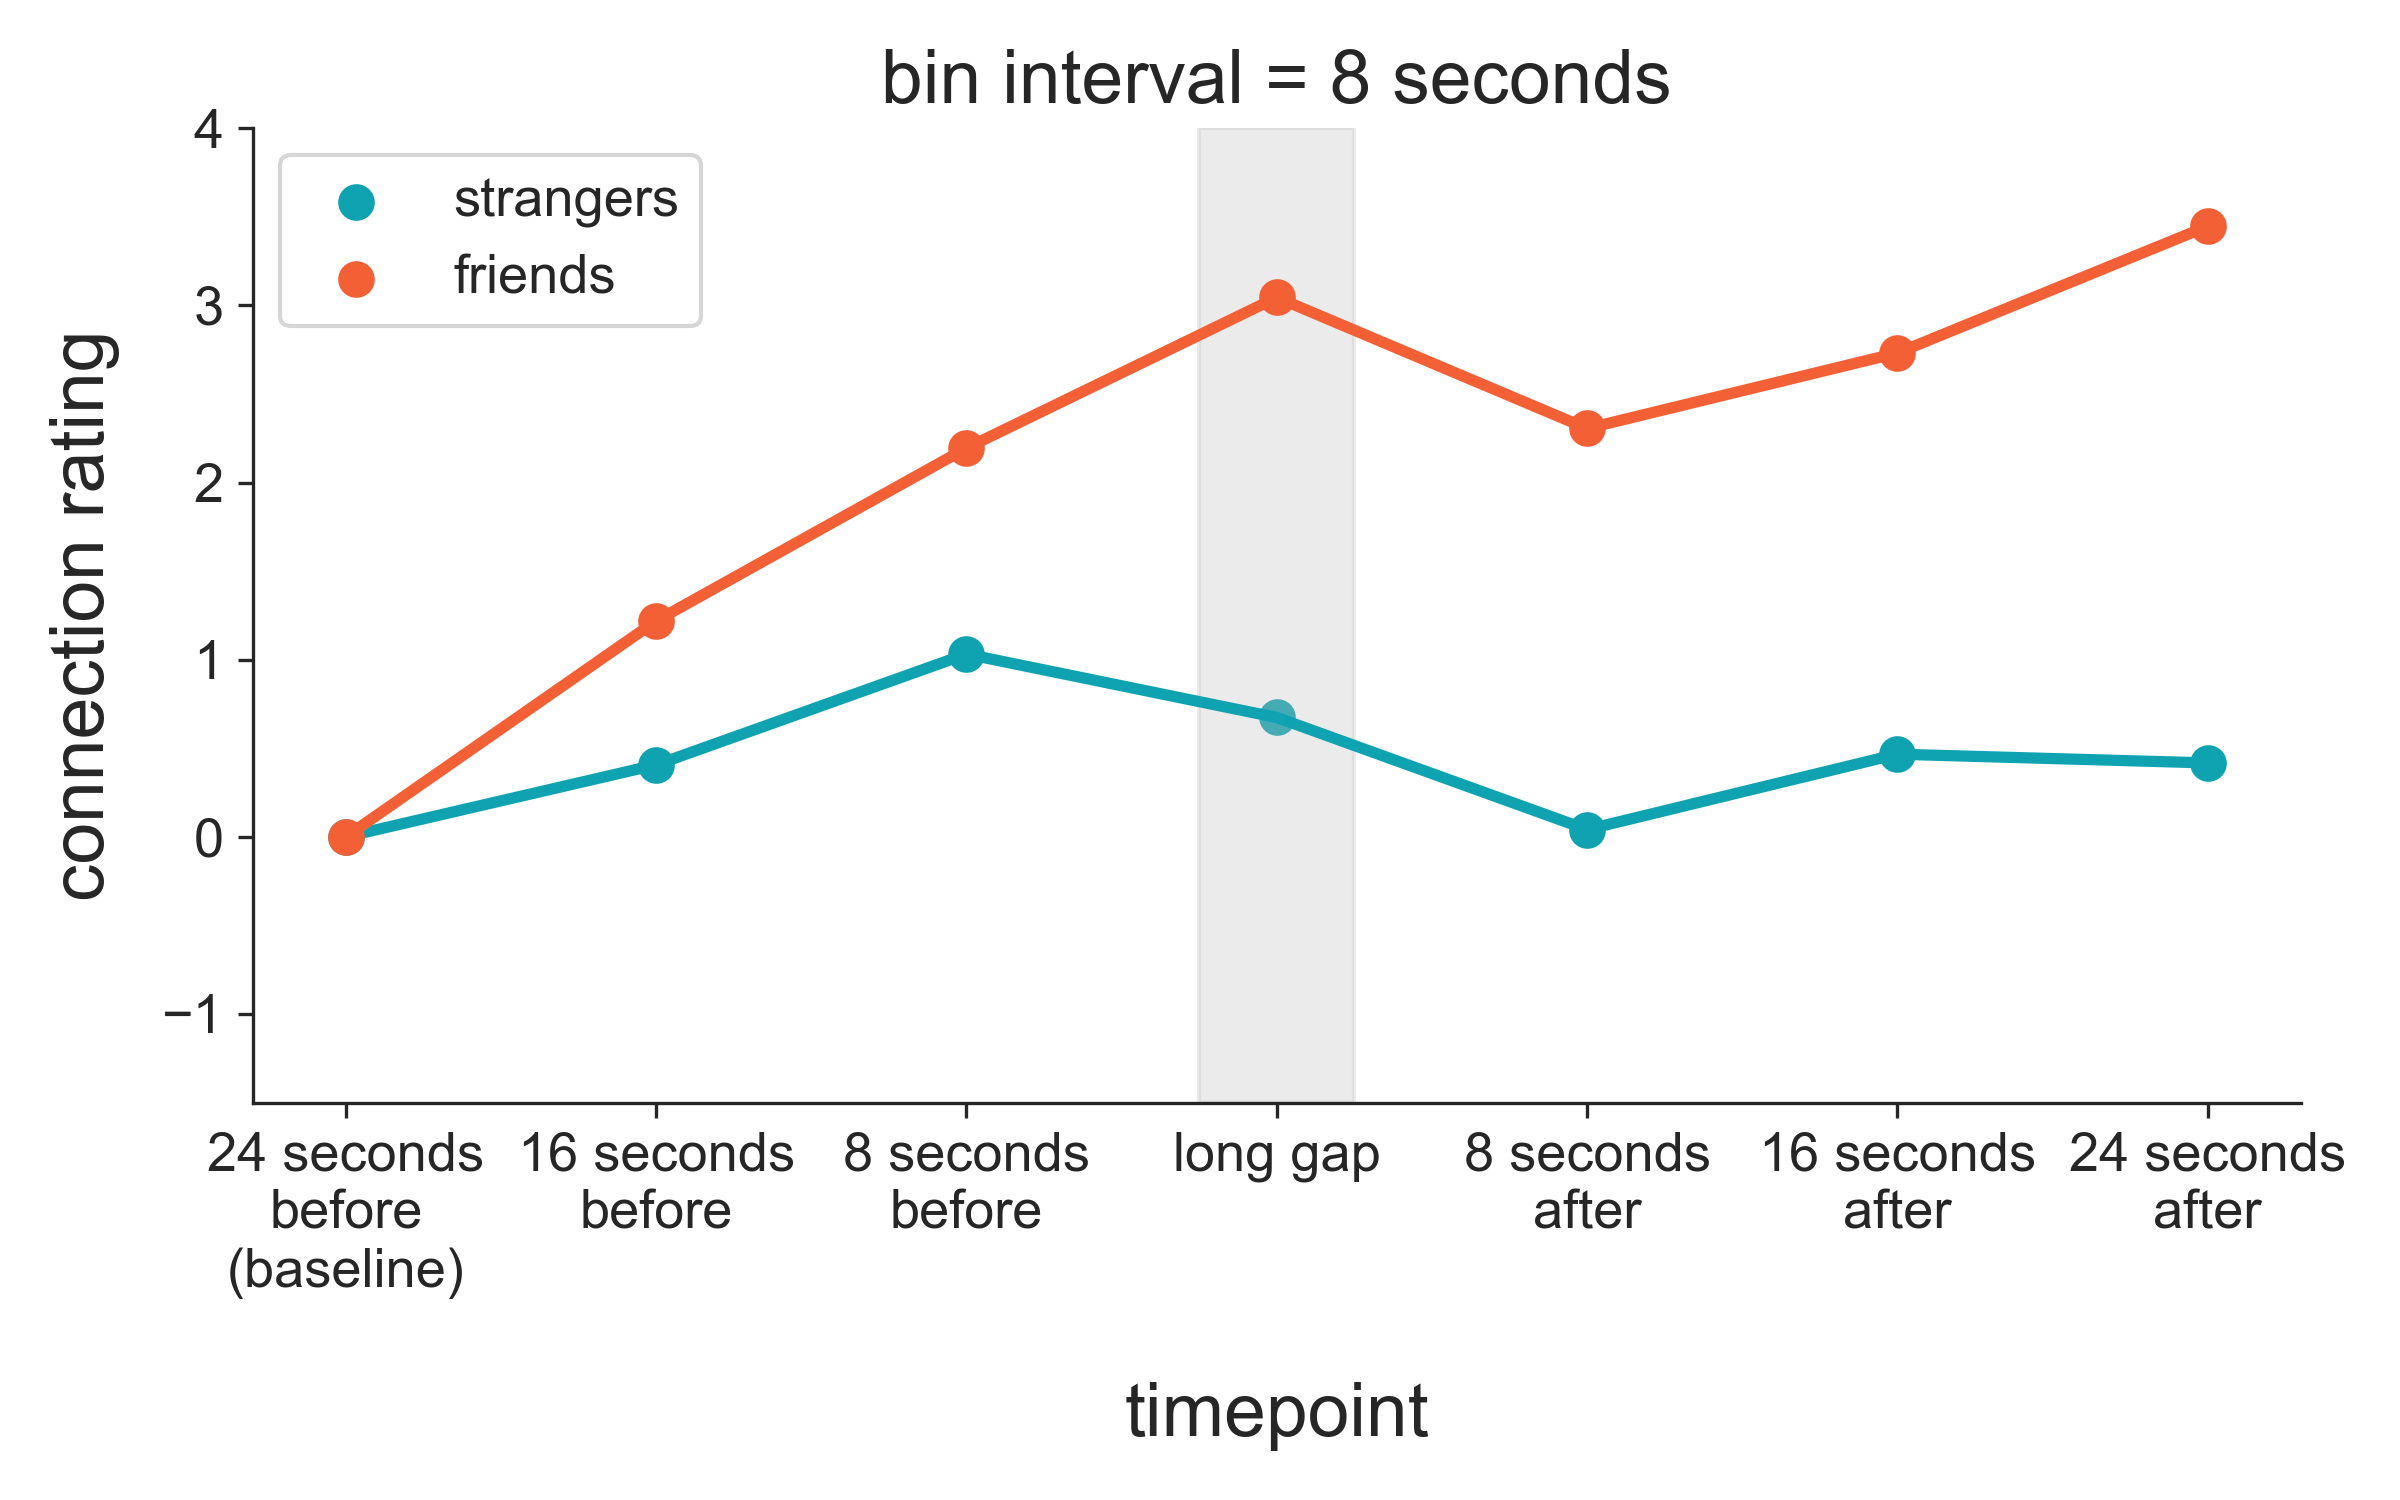 bin interval = 8 seconds
strangers
friends
connection rating
4
3
2
1
0
−1
24 seconds
before
(baseline)
16 seconds
before
8 seconds
before
long gap
8 seconds
after
16 seconds
after
24 seconds
after
timepoint